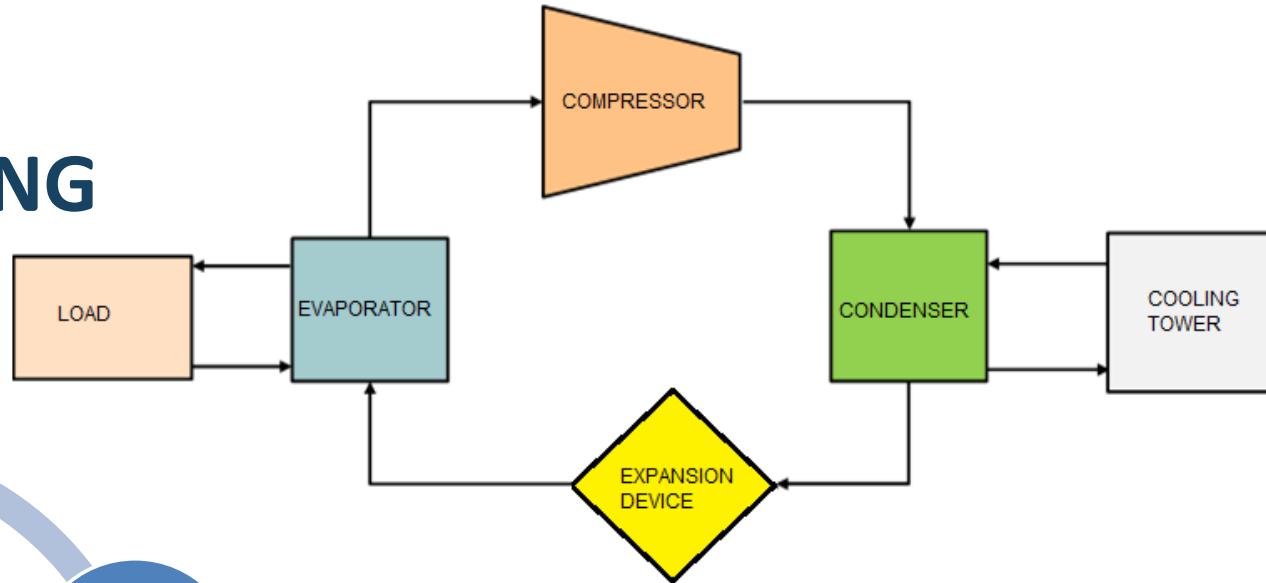 COMPRESSOR
NG
LOAD
EVAPORATOR
CONDENSER
COOLING
TOWER
EXPANSION
DEVICE